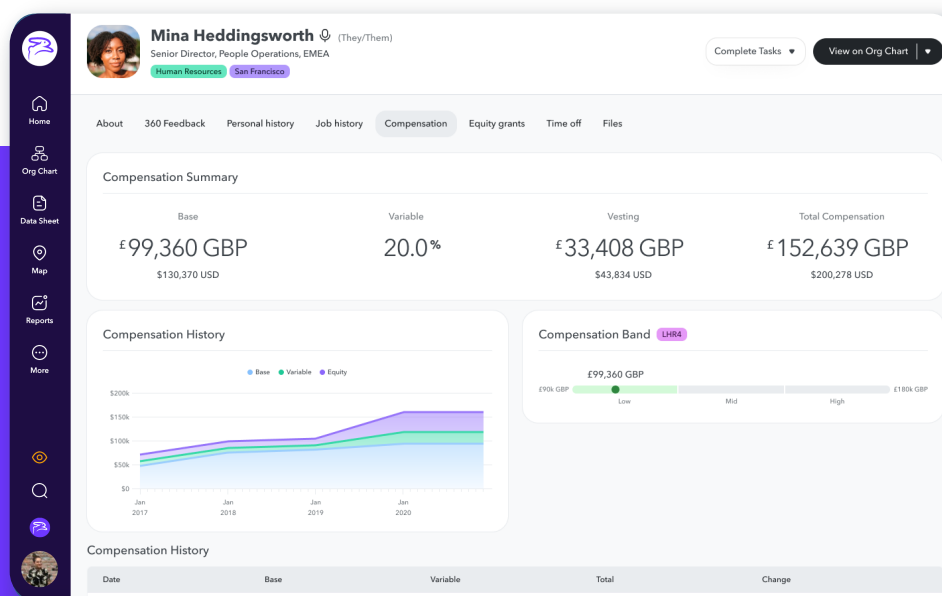 Mina Heddingsworth (They/Them)
Senior Director, People Operations, EMEA
Human Resources San Francisco
Complete Tasks
View on Org Chart
Home
Org Chart
Data Sheet
Map
Reports
More
About 360 Feedback Personal history Job history Compensation Equity grants Time off Files
Compensation Summary
Base Variable Vesting Total Compensation
£99,360 GBP 20.0% £33,408 GBP £152,639 GBP
$130,370 USD $43,834 USD $200,278 USD
Compensation History
Base Variable Equity
$200k
$150k
$100k
$50k
$0
Jan Jan Jan Jan
2017 2018 2019 2020
Compensation Band LHR4
£99,360 GBP
£90k GBP £180k GBP
Low Mid High
Compensation History
Date Base Variable Total Change